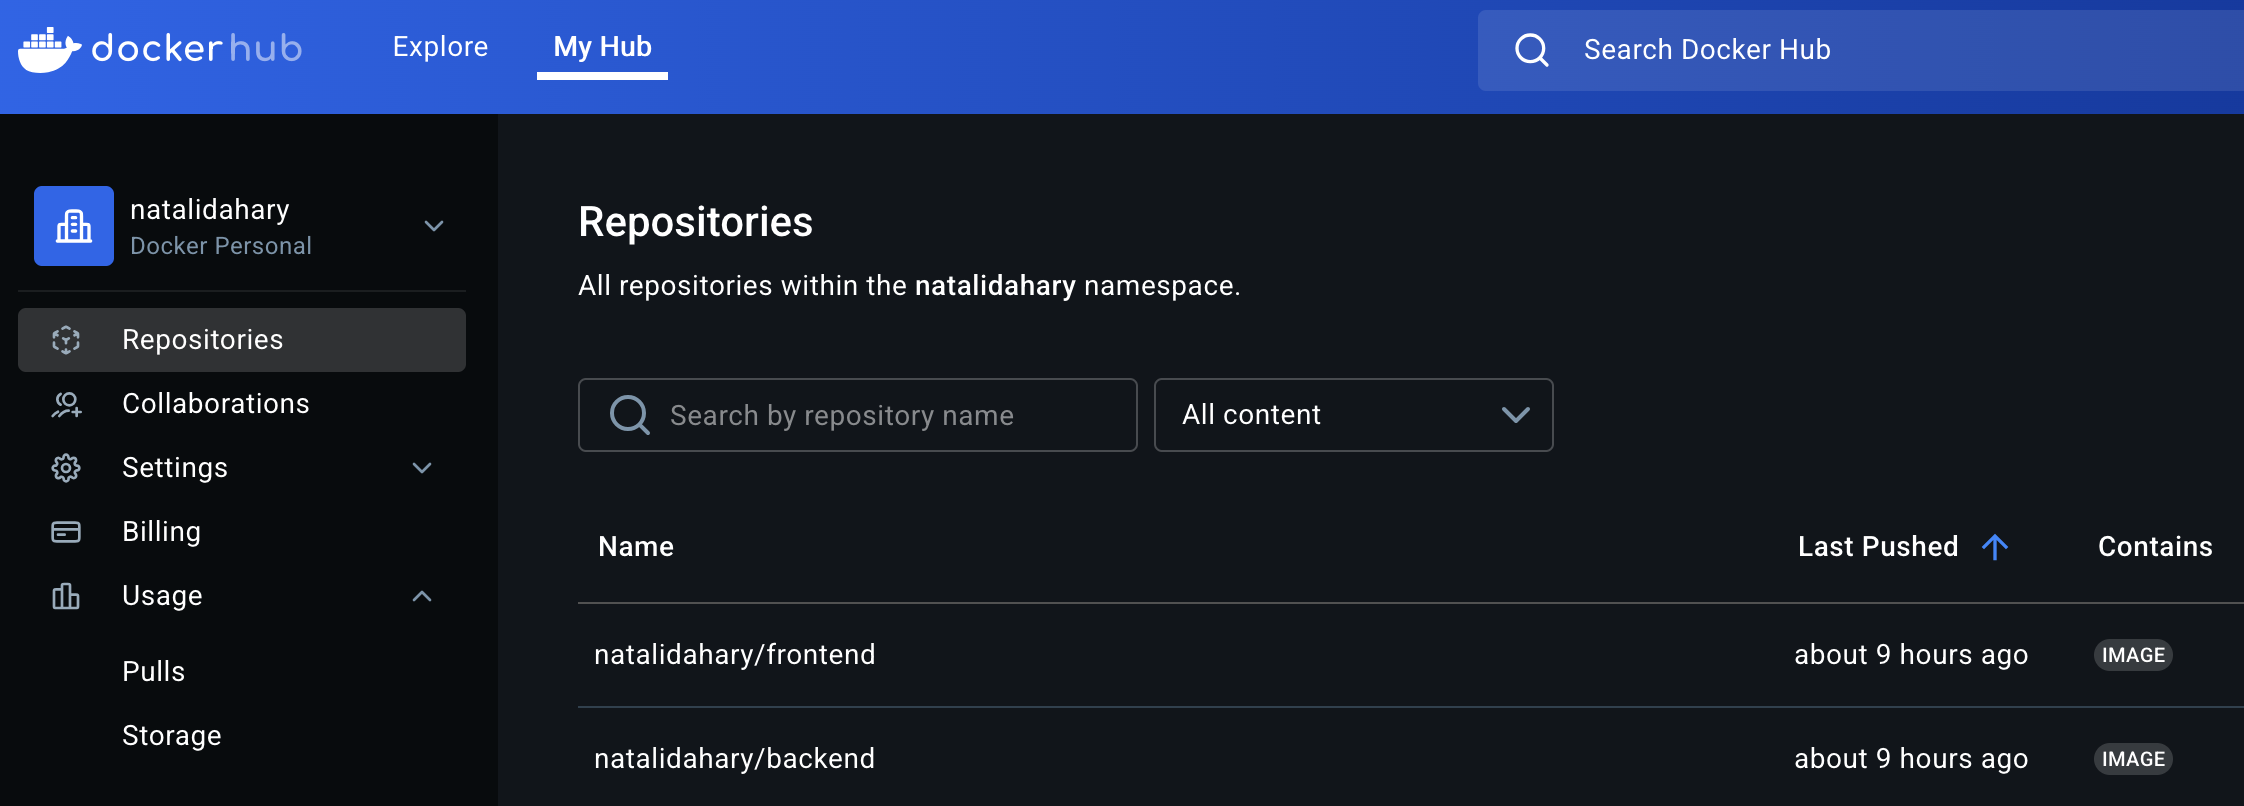 dockerhub
Explore
My Hub
Search Docker Hub
natalidahary
Docker Personal
Repositories
Collaborations
Settings
Billing
Usage
Pulls
Storage
Repositories
All repositories within the natalidahary namespace.
Search by repository name
All content
Name Last Pushed Contains
natalidahary/frontend about 9 hours ago IMAGE
natalidahary/backend about 9 hours ago IMAGE